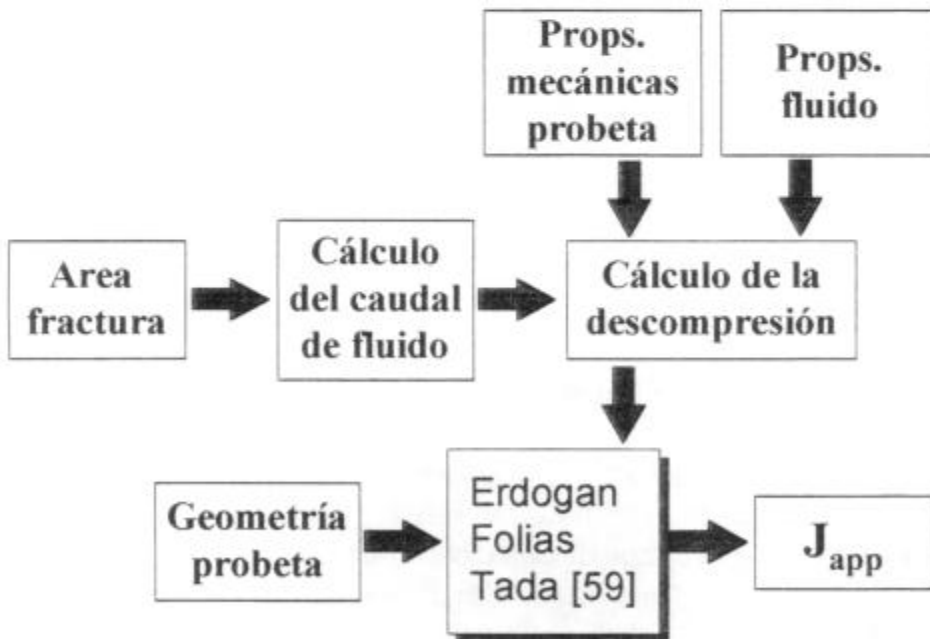 Props.
mecánicas
probeta
Props.
fluido
Area
fractura
Cálculo
del caudal
de fluido
Cálculo de la
descompresión
Geometría
probeta
Erdogan
Folias
Tada [59]
Japp